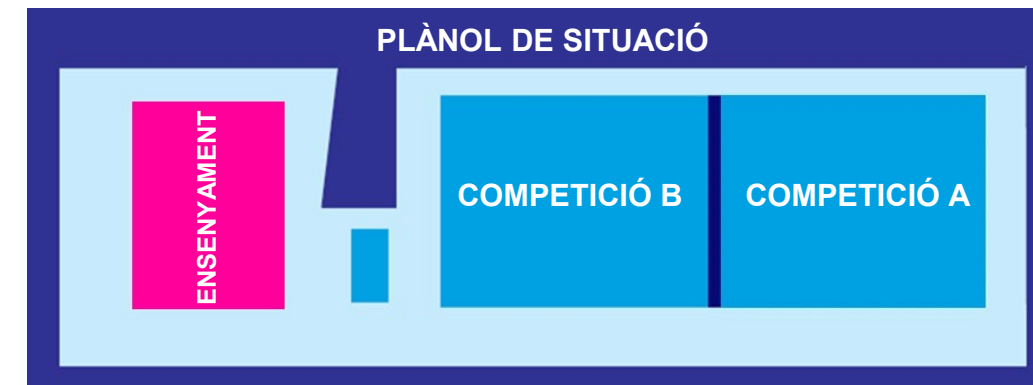 PLÀNOL DE SITUACIÓ
ENSENYAMENT
COMPETICIÓ B
COMPETICIÓ A